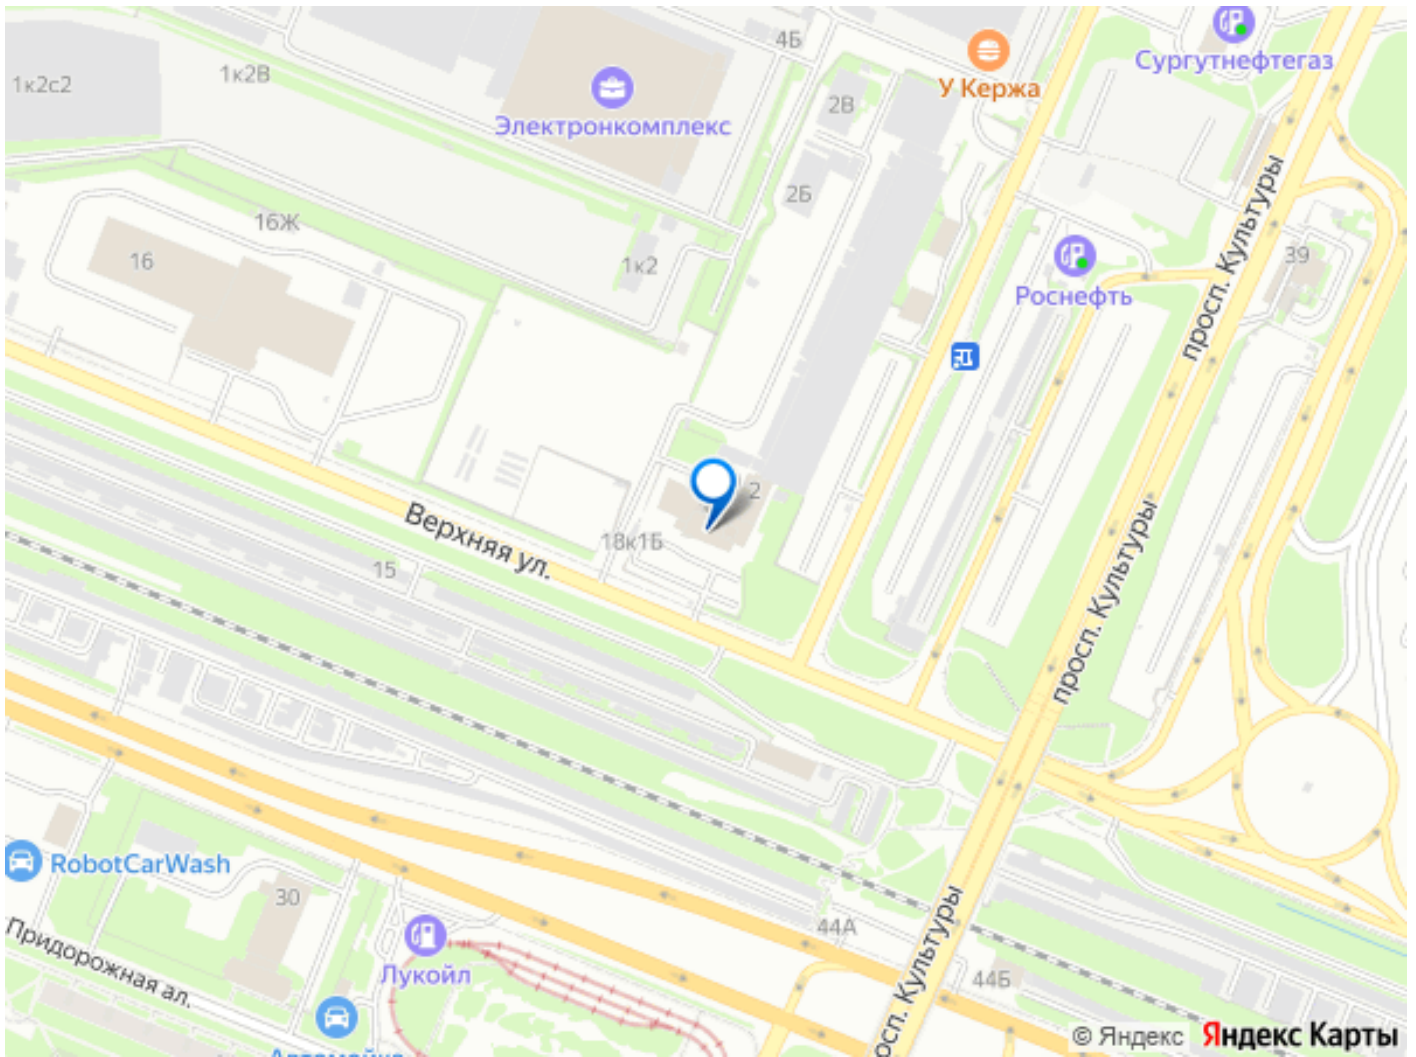 4Б
Сургутнефтегаз
1к2В
1к2с2
У Кержа
2В
Электронкомплекс
2Б
просп. Культуры
16Ж
16
1к2
39
Роснефть
2
Верхняя ул.
18к1Б
15
просп. Культуры
RobotCarWash
30
44А
Придорожная ал.
Лукойл
просп. Культуры
44Б
© Яндекс Яндекс Карты
Автомойка